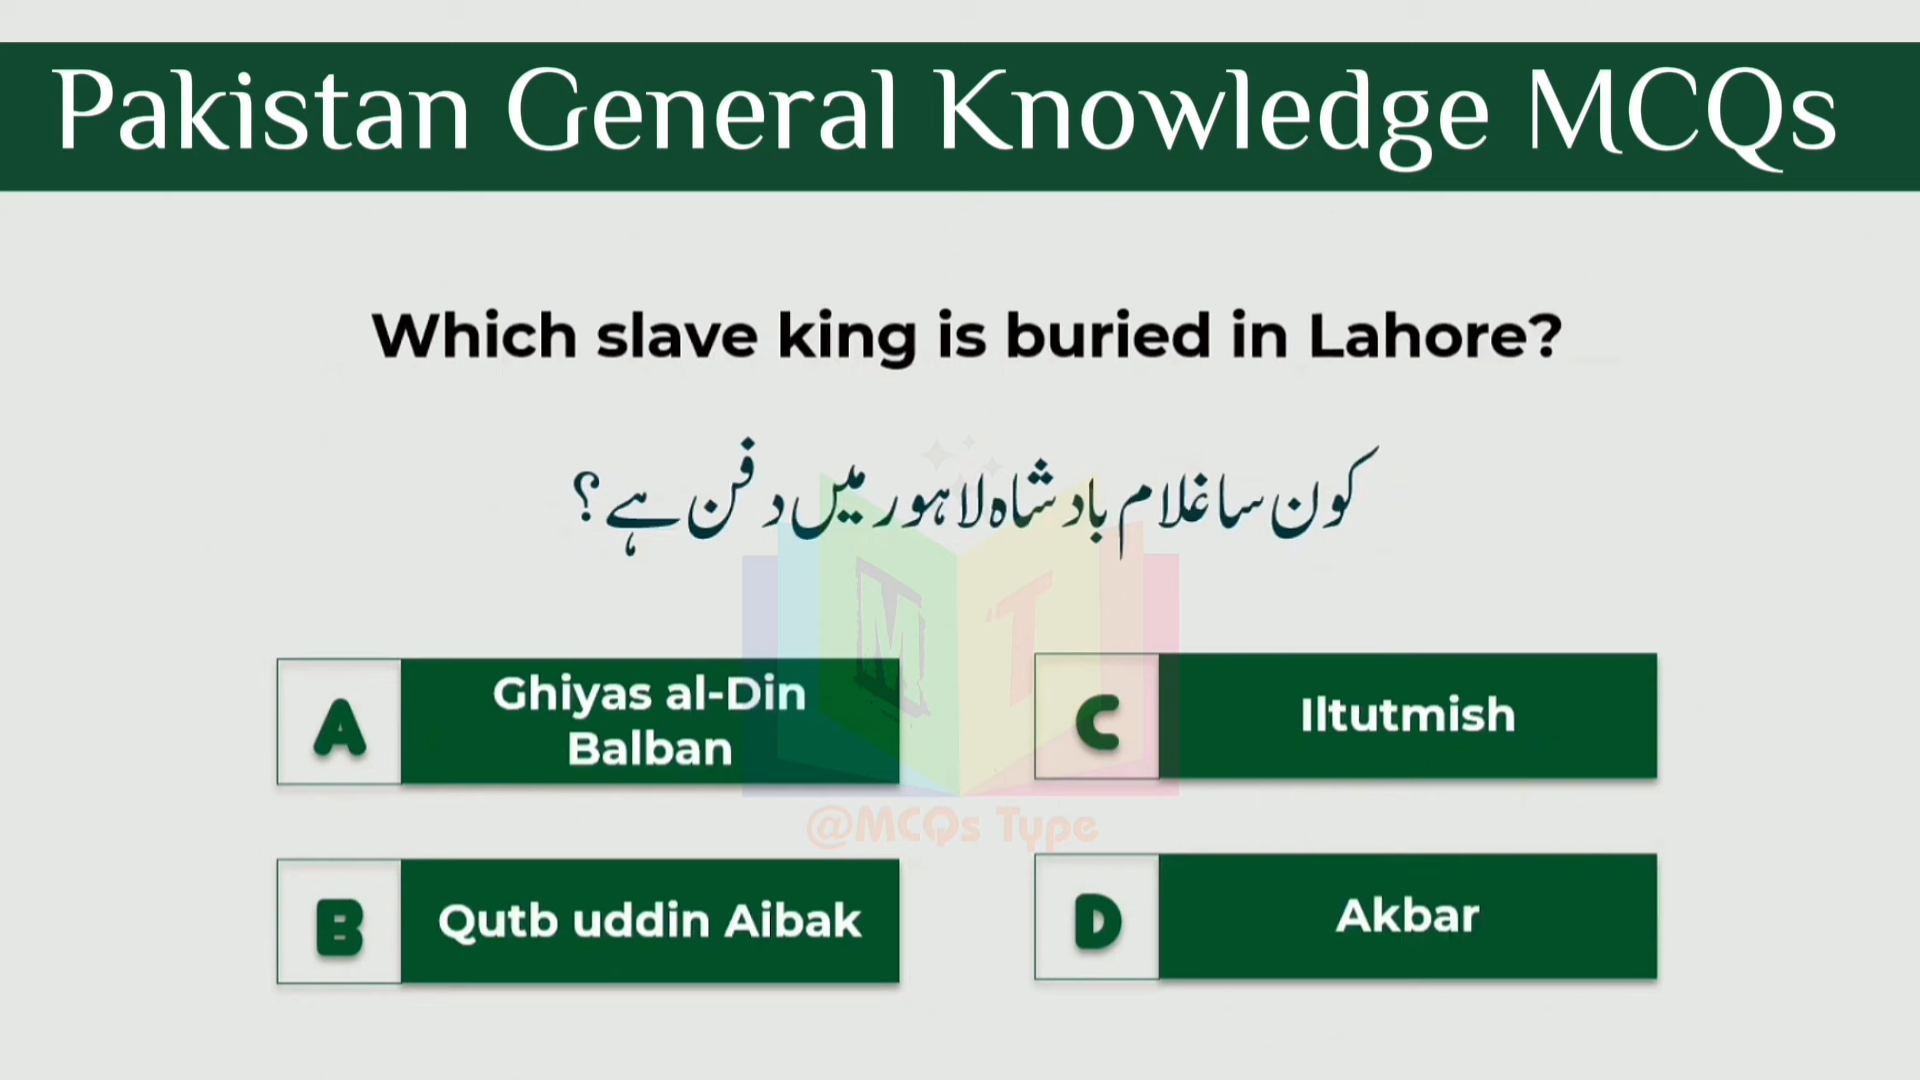 Pakistan General Knowledge MCQs
Which slave king is buried in Lahore?
کون سا غلام بادشاہ لاہور میں دفن ہے؟
A
Ghiyas al-Din
Balban
C
Iltutmish
B
Qutb uddin Aibak
D
Akbar
MT
@MCQs Type